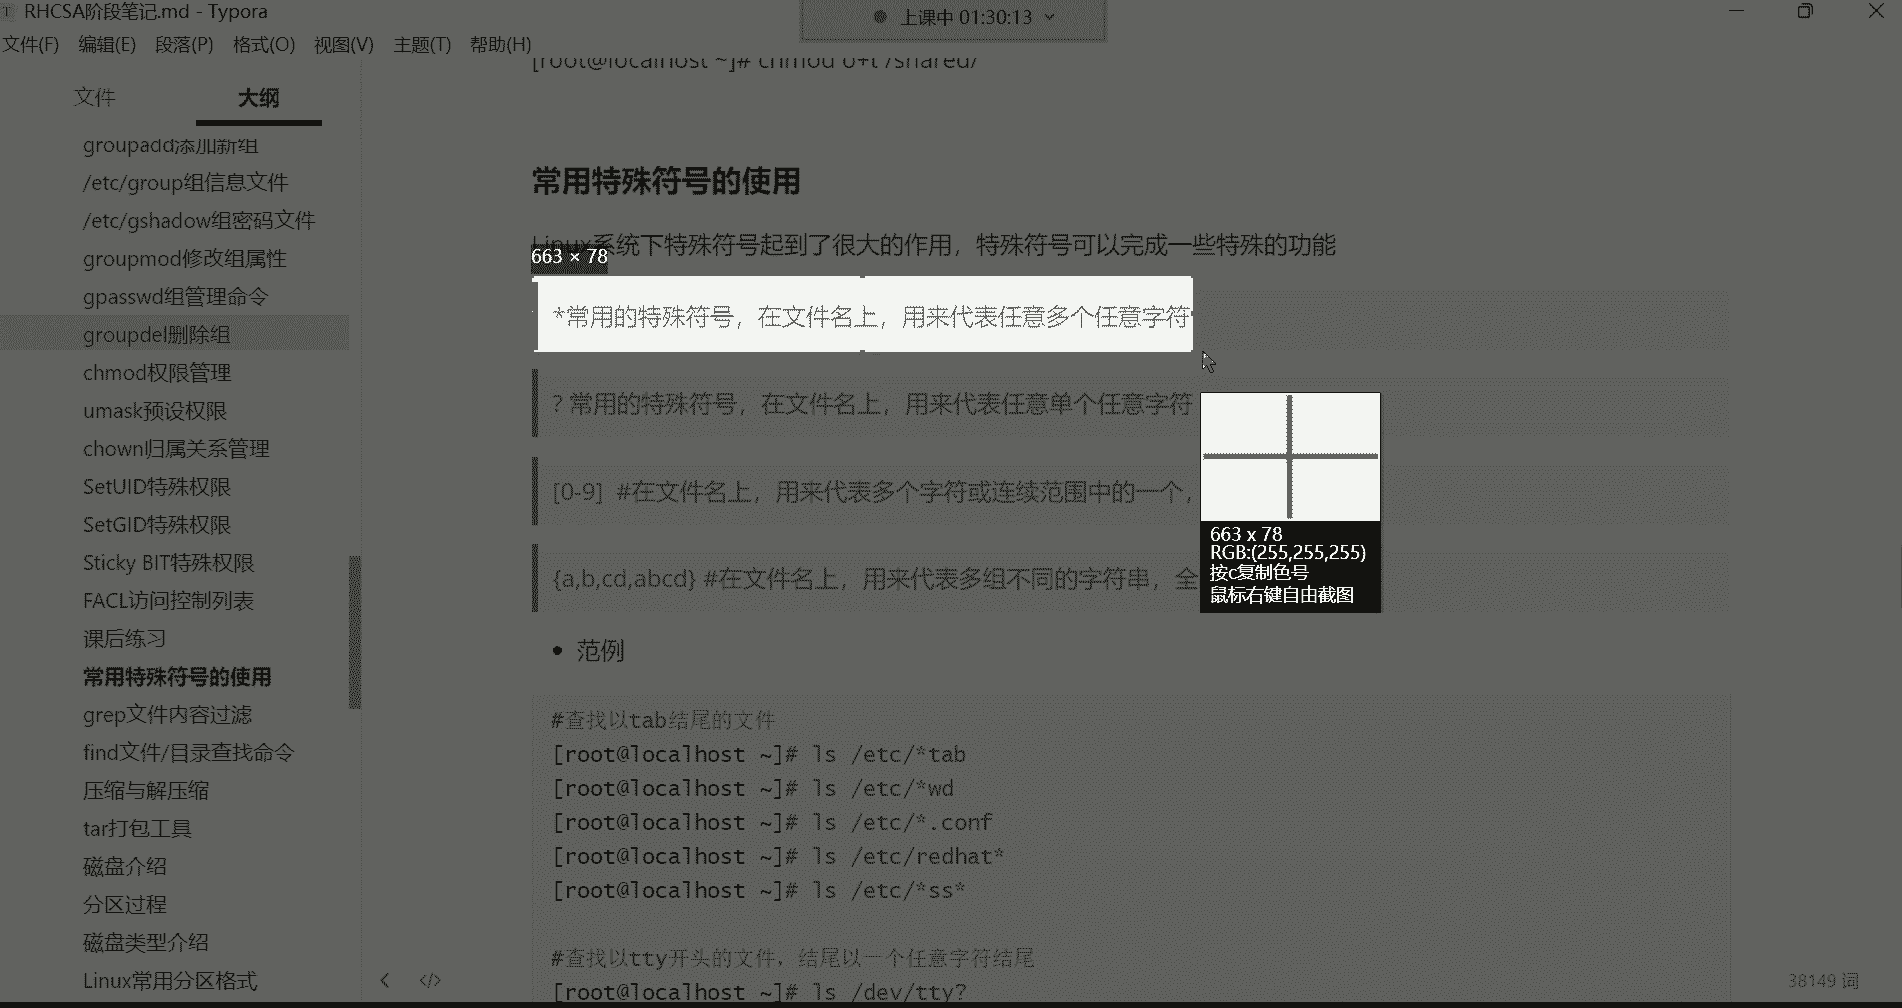 RHCSA阶段笔记.md - Typora
上课中 01:30:13
文件(F) 编辑(E) 段落(P) 格式(O) 视图(V) 主题(T) 帮助(H)
文件 大纲
groupadd添加新组
/etc/group组信息文件
/etc/gshadow组密码文件
groupmod修改组属性
gpasswd组管理命令
groupdel删除组
chmod权限管理
umask预设权限
chown归属关系管理
SetUID特殊权限
SetGID特殊权限
Sticky BIT特殊权限
FACL访问控制列表
课后练习
常用特殊符号的使用
grep文件内容过滤
find文件/目录查找命令
压缩与解压缩
tar打包工具
磁盘介绍
分区过程
磁盘类型介绍
Linux常用分区格式
[root@localhost ~]# chmod o+t /shared/
常用特殊符号的使用
Linux系统下特殊符号起到了很大的作用，特殊符号可以完成一些特殊的功能
663 × 78
*常用的特殊符号，在文件名上，用来代表任意多个任意字符
? 常用的特殊符号，在文件名上，用来代表任意单个任意字符
[0-9] #在文件名上，用来代表多个字符或连续范围中的一个，
{a,b,cd,abcd} #在文件名上，用来代表多组不同的字符串，全
663 x 78
RGB:(255,255,255)
按c复制色号
鼠标右键自由截图
范例
#查找以tab结尾的文件
[root@localhost ~]# ls /etc/*tab
[root@localhost ~]# ls /etc/*wd
[root@localhost ~]# ls /etc/*.conf
[root@localhost ~]# ls /etc/redhat*
[root@localhost ~]# ls /etc/*ss*
#查找以tty开头的文件，结尾以一个任意字符结尾
[root@localhost ~]# ls /dev/tty?
38149 词